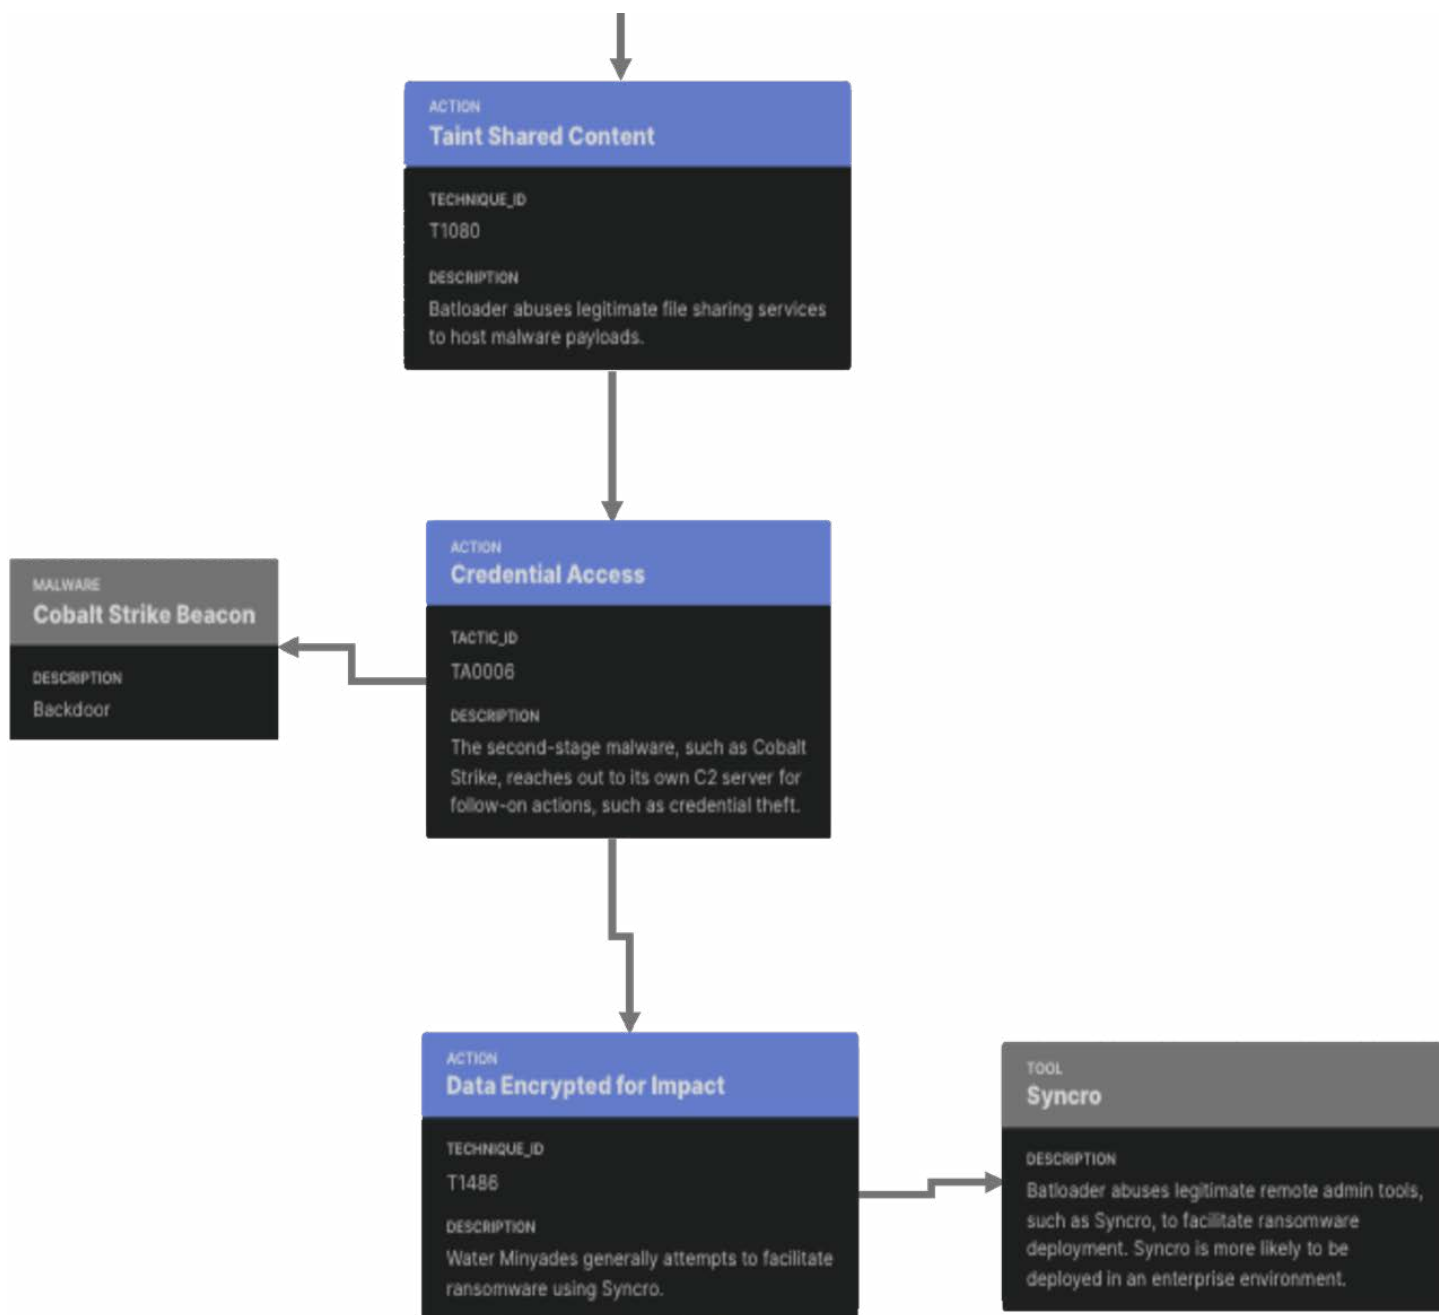 ACTION
Taint Shared Content
TECHNIQUE_ID
T1080
DESCRIPTION
Batloader abuses legitimate file sharing services
to host malware payloads.
ACTION
Credential Access
TACTIC_ID
TA0006
DESCRIPTION
The second-stage malware, such as Cobalt
Strike, reaches out to its own C2 server for
follow-on actions, such as credential theft.
MALWARE
Cobalt Strike Beacon
DESCRIPTION
Backdoor
ACTION
Data Encrypted for Impact
TECHNIQUE_ID
T1486
DESCRIPTION
Water Minyades generally attempts to facilitate
ransomware using Syncro.
TOOL
Syncro
DESCRIPTION
Batloader abuses legitimate remote admin tools,
such as Syncro, to facilitate ransomware
deployment. Syncro is more likely to be
deployed in an enterprise environment.